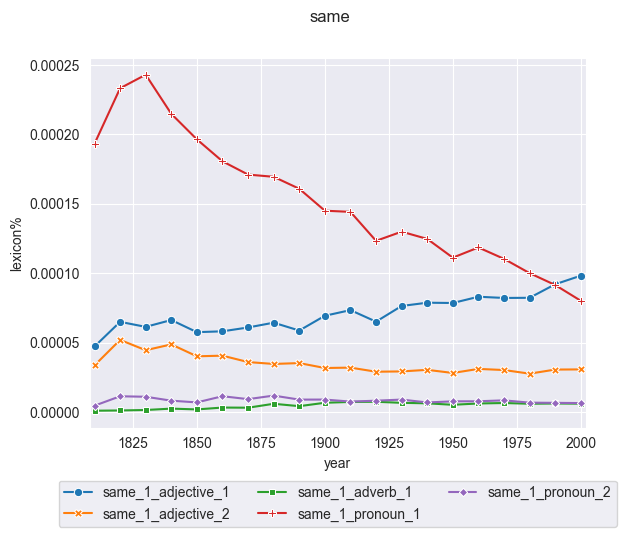 same
0.00025
0.00020
0.00015
0.00010
0.00005
0.00000
lexicon%
1825 1850 1875 1900 1925 1950 1975 2000
year
same_1_adjective_1 same_1_adverb_1 same_1_pronoun_2
same_1_adjective_2 same_1_pronoun_1